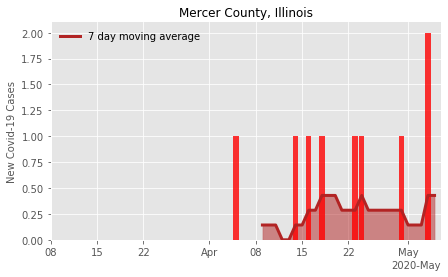 Mercer County, Illinois
7 day moving average
New Covid-19 Cases
2.00
1.75
1.50
1.25
1.00
0.75
0.50
0.25
0.00
08 15 22 Apr 08 15 22 May
2020-May